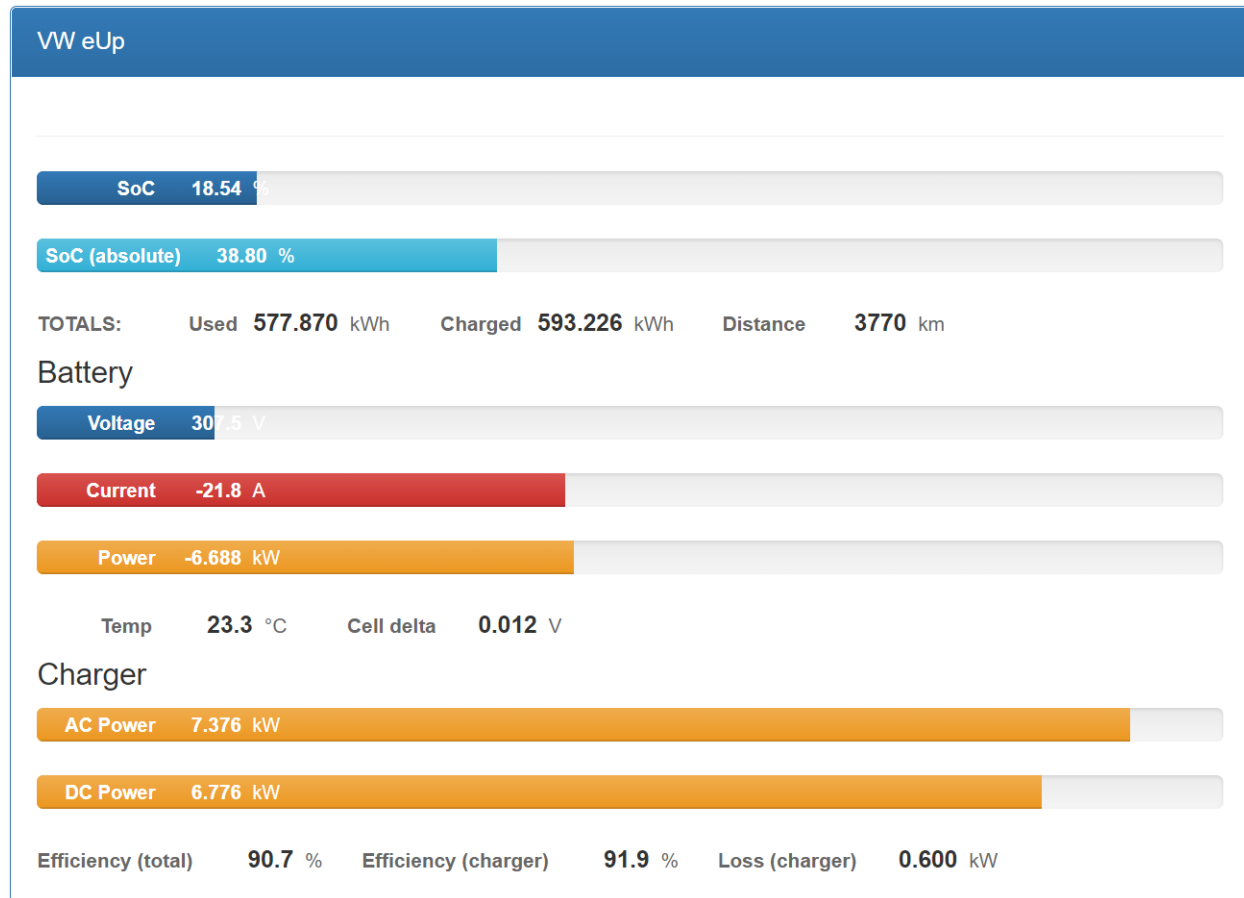 VW eUp
SoC 18.54 %
SoC (absolute) 38.80 %
TOTALS: Used 577.870 kWh Charged 593.226 kWh Distance 3770 km
Battery
Voltage 307.5 V
Current -21.8 A
Power -6.688 kW
Temp 23.3 °C Cell delta 0.012 V
Charger
AC Power 7.376 kW
DC Power 6.776 kW
Efficiency (total) 90.7 % Efficiency (charger) 91.9 % Loss (charger) 0.600 kW